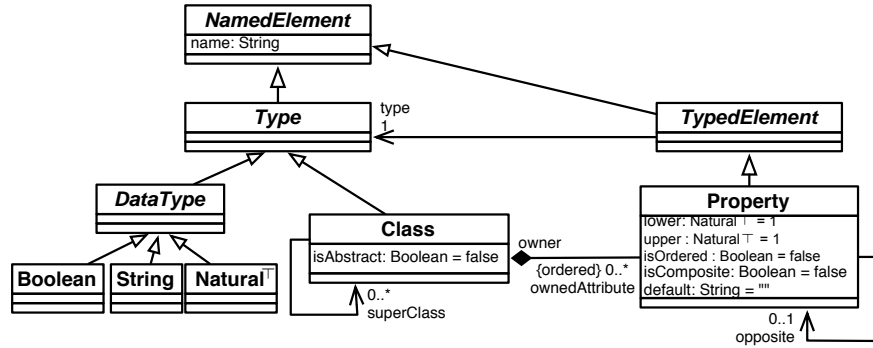 NamedElement
name: String
Type
type
1
TypedElement
DataType
Class
isAbstract: Boolean = false
Property
lower: Natural⊤ = 1
upper : Natural⊤ = 1
isOrdered : Boolean = false
isComposite: Boolean = false
default: String = ""
owner
{ordered} 0..*
ownedAttribute
Boolean
String
Natural⊤
0..*
superClass
0..1
opposite